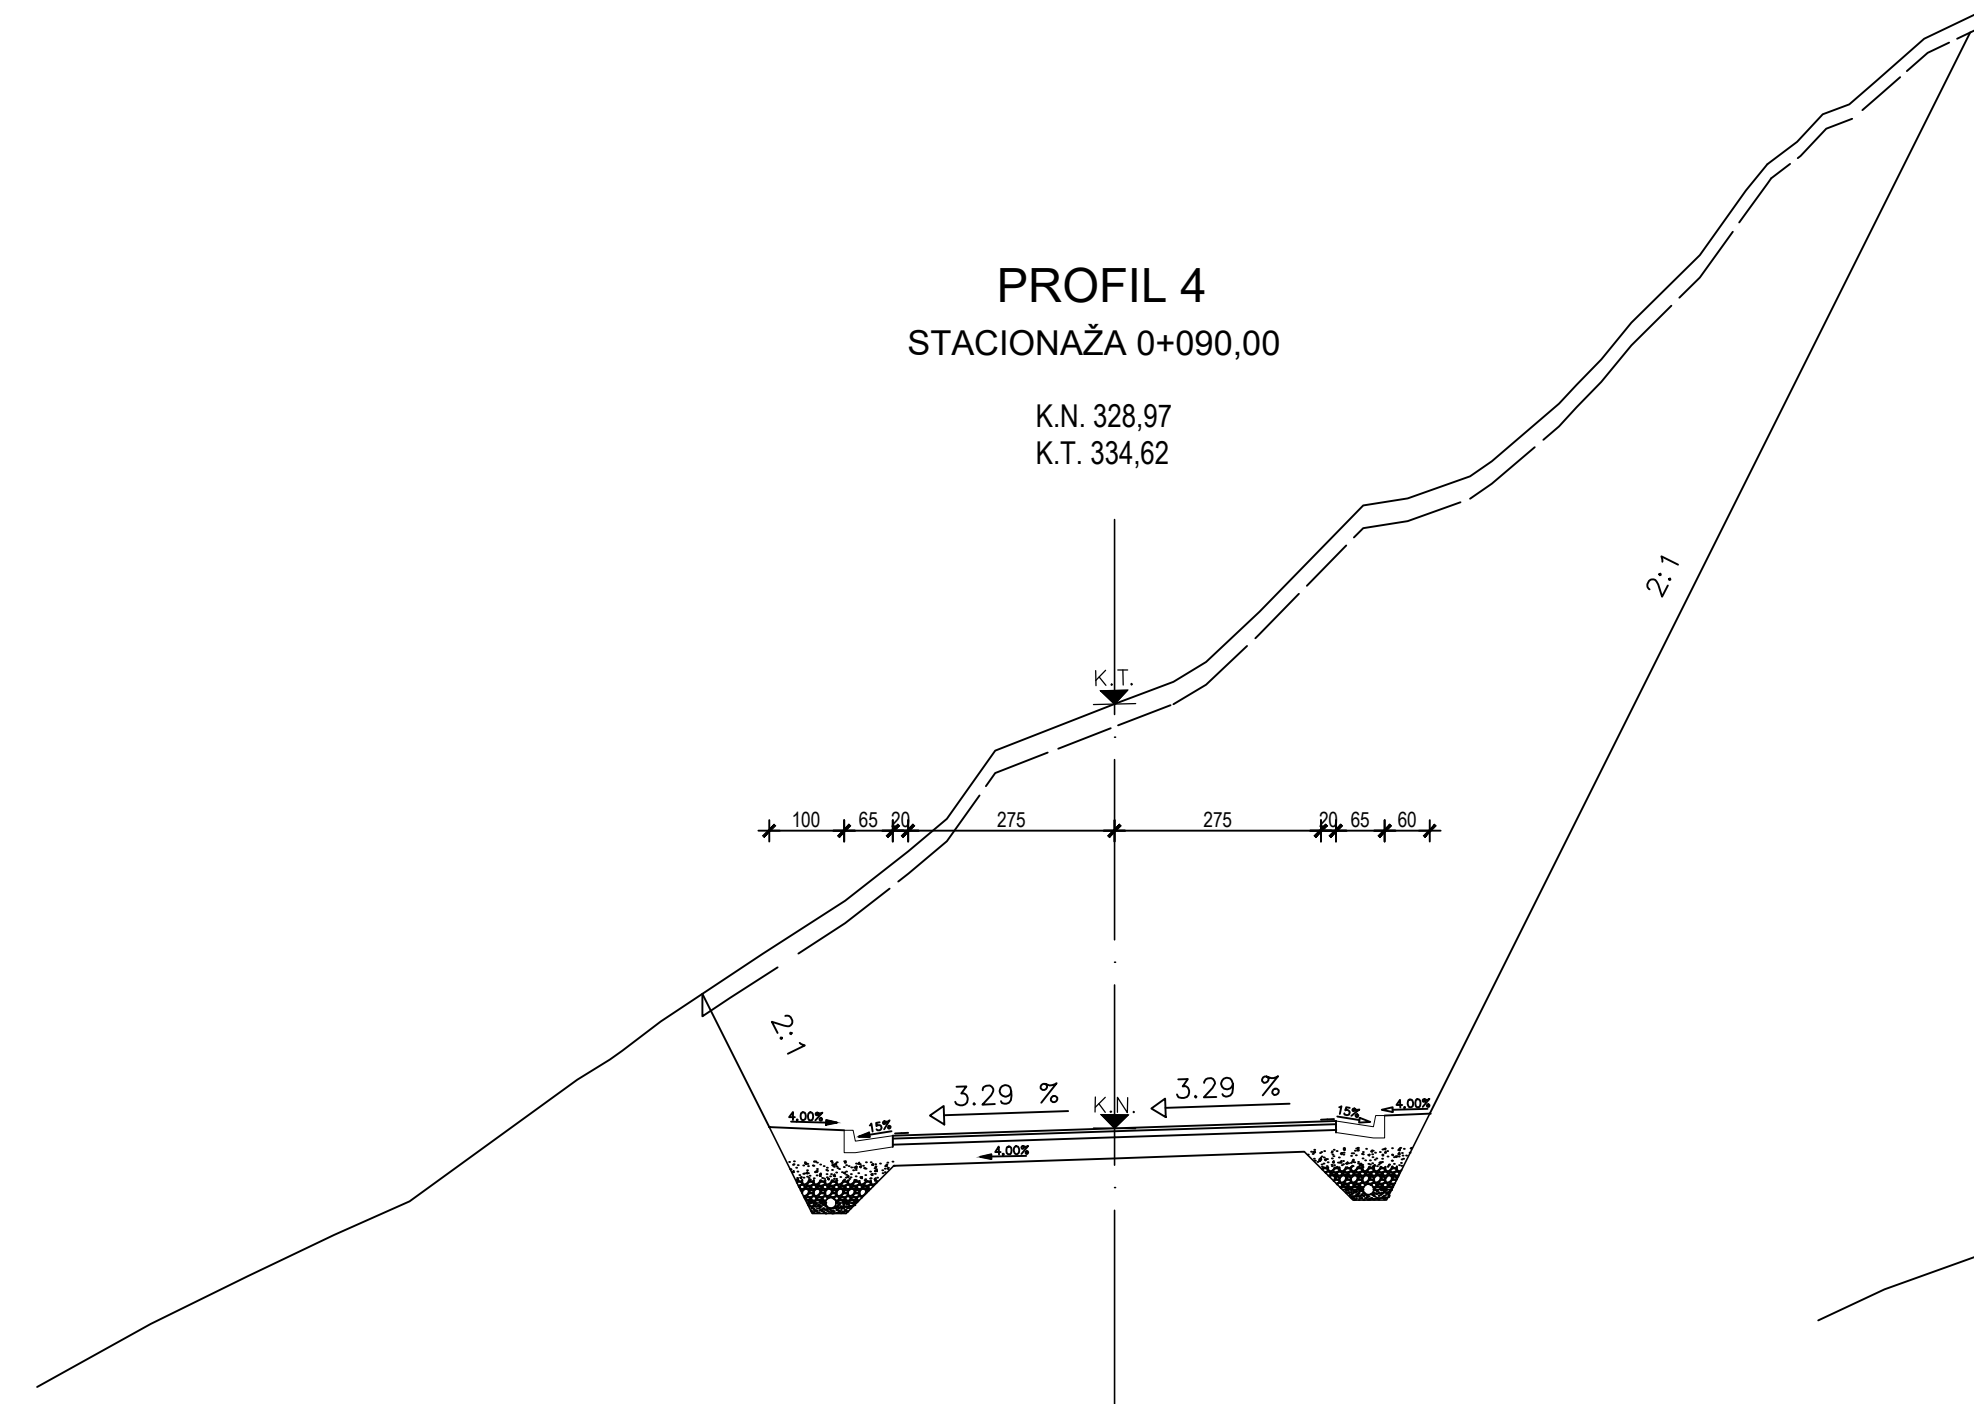 PROFIL 4
STACIONAŽA 0+090,00
K.N. 328,97
K.T. 334,62
2:1
K.T.
100 65 20 275 275 20 65 60
2:1
3.29 % 3.29 %
K.N.
4.00% 15% 15% 4.00%
4.00%